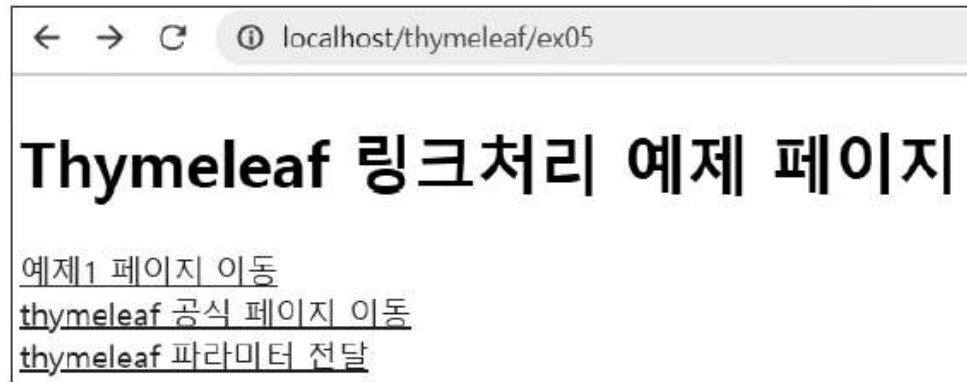 localhost/thymeleaf/ex05
Thymeleaf 링크처리 예제 페이지
예제1 페이지 이동
thymeleaf 공식 페이지 이동
thymeleaf 파라미터 전달